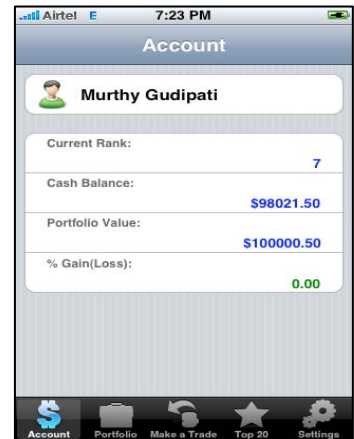 Airtel E 7:23 PM
Account
Murthy Gudipati
Current Rank:
7
Cash Balance:
$98021.50
Portfolio Value:
$100000.50
% Gain(Loss):
0.00
Account Portfolio Make a Trade Top 20 Settings